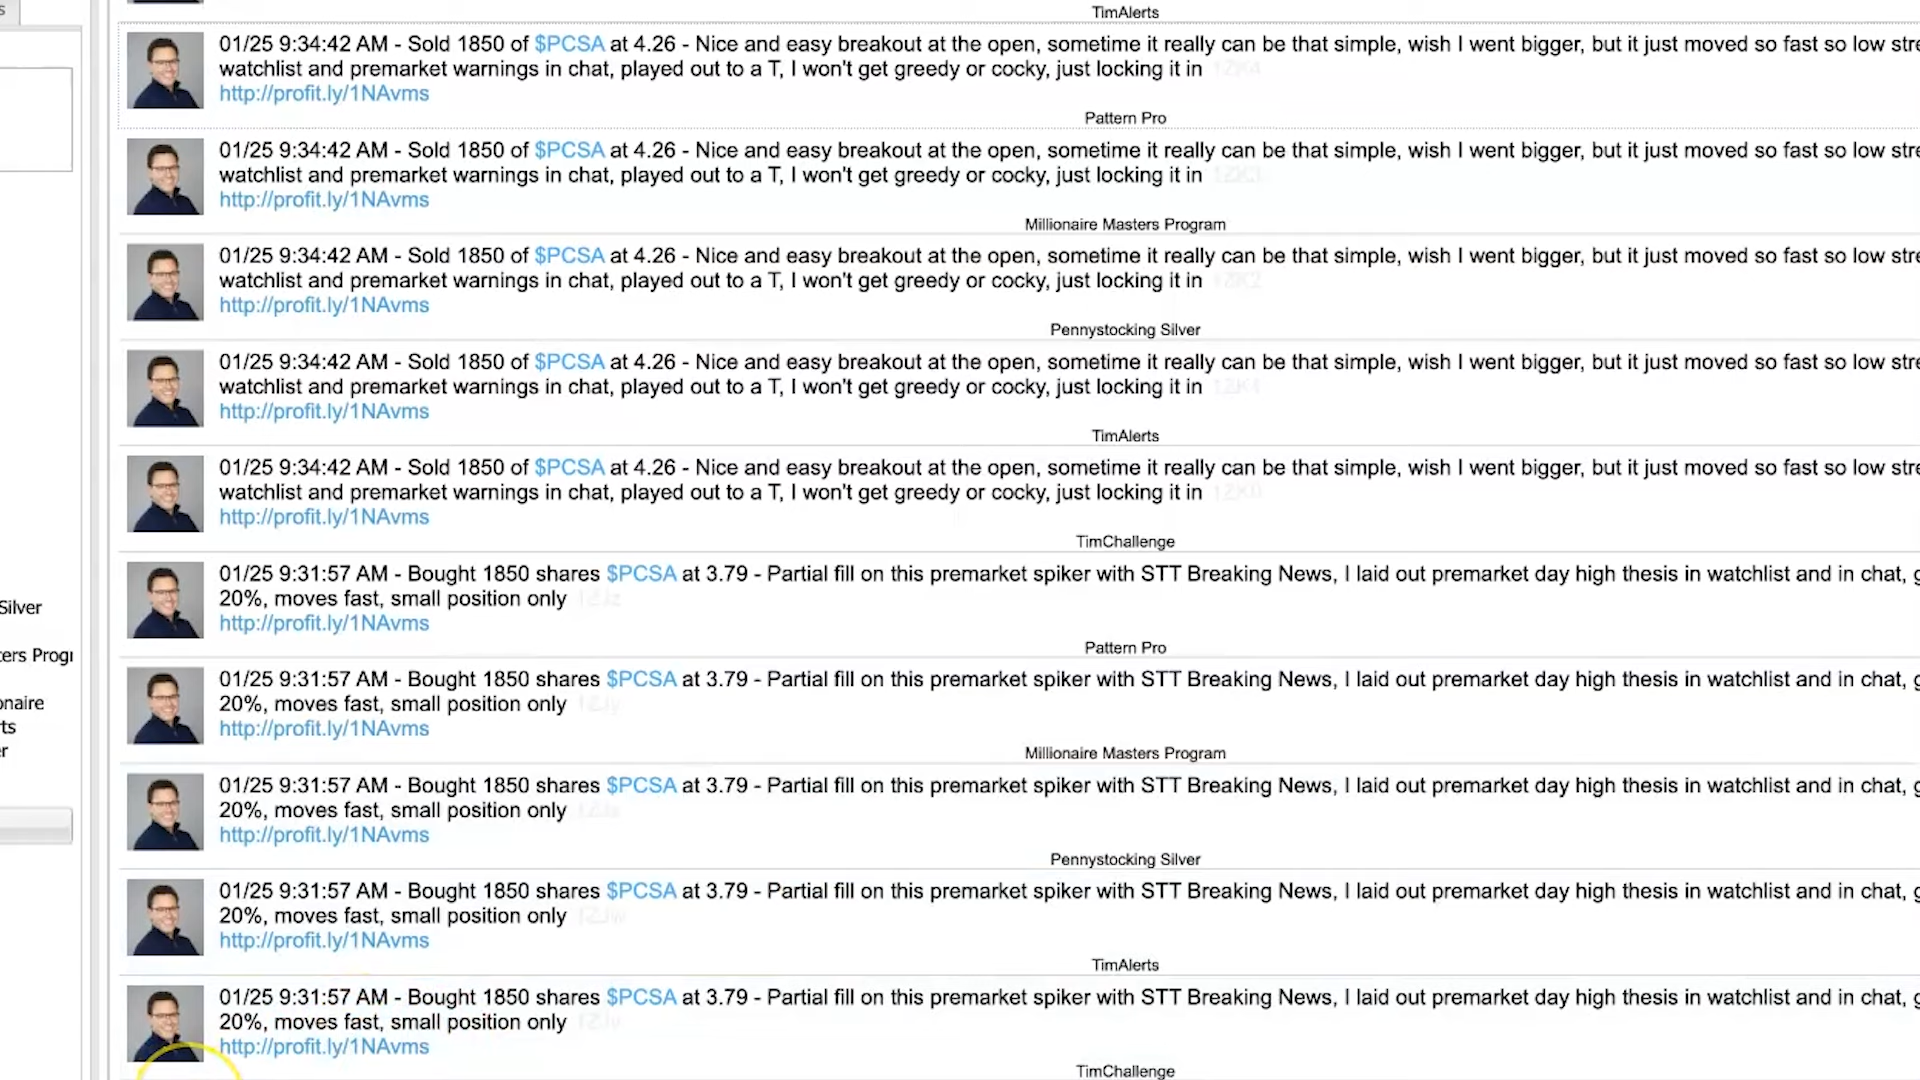 s
TimAlerts
01/25 9:34:42 AM - Sold 1850 of $PCSA at 4.26 - Nice and easy breakout at the open, sometime it really can be that simple, wish I went bigger, but it just moved so fast so low stre
watchlist and premarket warnings in chat, played out to a T, I won't get greedy or cocky, just locking it in
http://profit.ly/1NAvms
Pattern Pro
01/25 9:34:42 AM - Sold 1850 of $PCSA at 4.26 - Nice and easy breakout at the open, sometime it really can be that simple, wish I went bigger, but it just moved so fast so low stre
watchlist and premarket warnings in chat, played out to a T, I won't get greedy or cocky, just locking it in
http://profit.ly/1NAvms
Millionaire Masters Program
01/25 9:34:42 AM - Sold 1850 of $PCSA at 4.26 - Nice and easy breakout at the open, sometime it really can be that simple, wish I went bigger, but it just moved so fast so low stre
watchlist and premarket warnings in chat, played out to a T, I won't get greedy or cocky, just locking it in
http://profit.ly/1NAvms
Pennystocking Silver
01/25 9:34:42 AM - Sold 1850 of $PCSA at 4.26 - Nice and easy breakout at the open, sometime it really can be that simple, wish I went bigger, but it just moved so fast so low stre
watchlist and premarket warnings in chat, played out to a T, I won't get greedy or cocky, just locking it in
http://profit.ly/1NAvms
TimAlerts
01/25 9:34:42 AM - Sold 1850 of $PCSA at 4.26 - Nice and easy breakout at the open, sometime it really can be that simple, wish I went bigger, but it just moved so fast so low stre
watchlist and premarket warnings in chat, played out to a T, I won't get greedy or cocky, just locking it in
http://profit.ly/1NAvms
TimChallenge
01/25 9:31:57 AM - Bought 1850 shares $PCSA at 3.79 - Partial fill on this premarket spiker with STT Breaking News, I laid out premarket day high thesis in watchlist and in chat, g
20%, moves fast, small position only
http://profit.ly/1NAvms
Pattern Pro
01/25 9:31:57 AM - Bought 1850 shares $PCSA at 3.79 - Partial fill on this premarket spiker with STT Breaking News, I laid out premarket day high thesis in watchlist and in chat, g
20%, moves fast, small position only
http://profit.ly/1NAvms
Millionaire Masters Program
01/25 9:31:57 AM - Bought 1850 shares $PCSA at 3.79 - Partial fill on this premarket spiker with STT Breaking News, I laid out premarket day high thesis in watchlist and in chat, g
20%, moves fast, small position only
http://profit.ly/1NAvms
Pennystocking Silver
01/25 9:31:57 AM - Bought 1850 shares $PCSA at 3.79 - Partial fill on this premarket spiker with STT Breaking News, I laid out premarket day high thesis in watchlist and in chat, g
20%, moves fast, small position only
http://profit.ly/1NAvms
TimAlerts
01/25 9:31:57 AM - Bought 1850 shares $PCSA at 3.79 - Partial fill on this premarket spiker with STT Breaking News, I laid out premarket day high thesis in watchlist and in chat, g
20%, moves fast, small position only
http://profit.ly/1NAvms
TimChallenge
Silver
ters Progr
onaire
ts
er